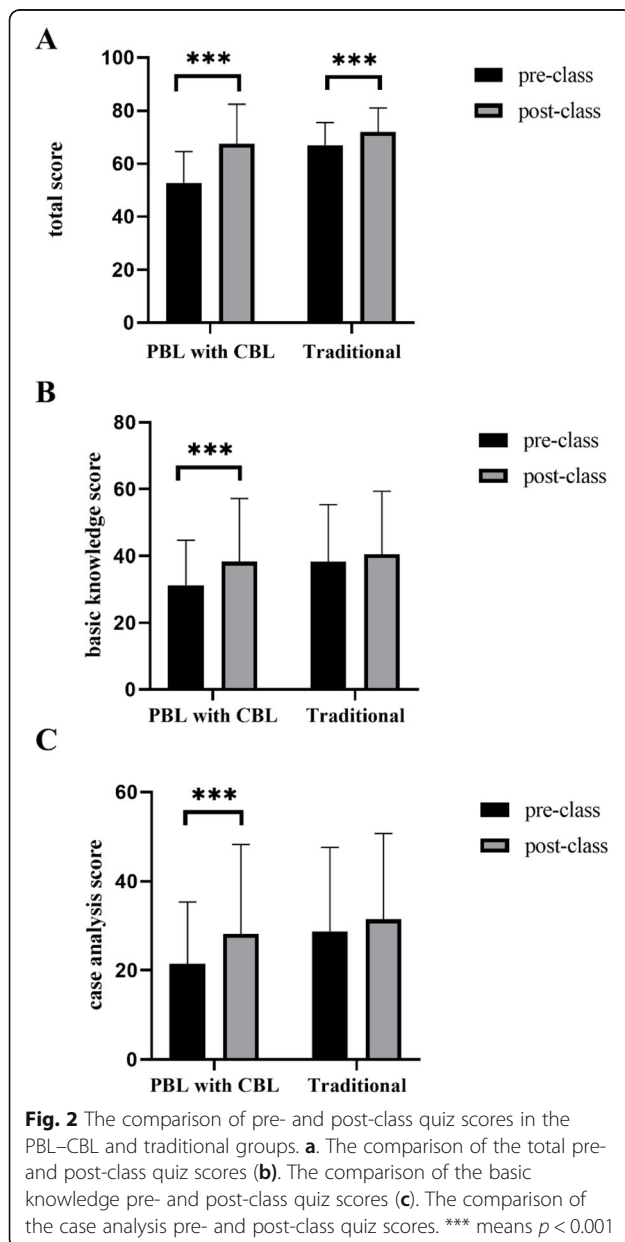 A
*** ***
pre-class
post-class
100
80
60
40
20
0
total score
PBL with CBL Traditional
B
***
pre-class
post-class
80
60
40
20
0
basic knowledge score
PBL with CBL Traditional
C
***
pre-class
post-class
60
40
20
0
case analysis score
PBL with CBL Traditional
Fig. 2 The comparison of pre- and post-class quiz scores in the
PBL–CBL and traditional groups. a. The comparison of the total pre-
and post-class quiz scores (b). The comparison of the basic
knowledge pre- and post-class quiz scores (c). The comparison of
the case analysis pre- and post-class quiz scores. *** means p < 0.001